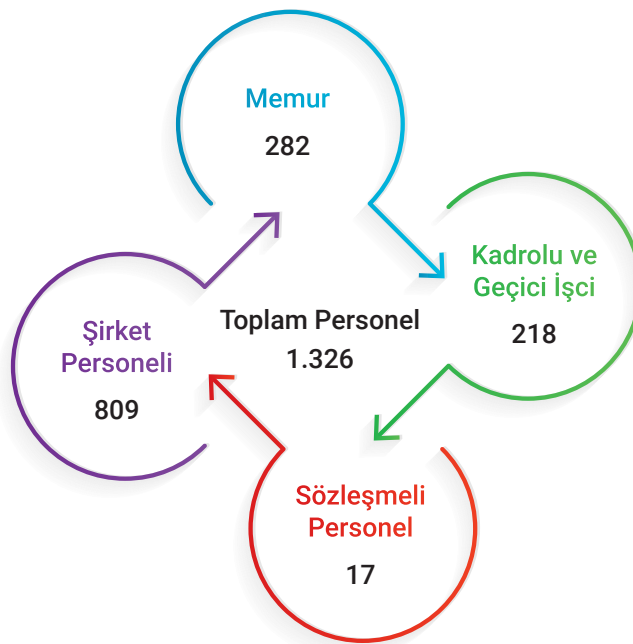 Memur
282
Kadrolu ve
Geçici İşçi
218
Toplam Personel
1.326
Şirket
Personeli
809
Sözleşmeli
Personel
17